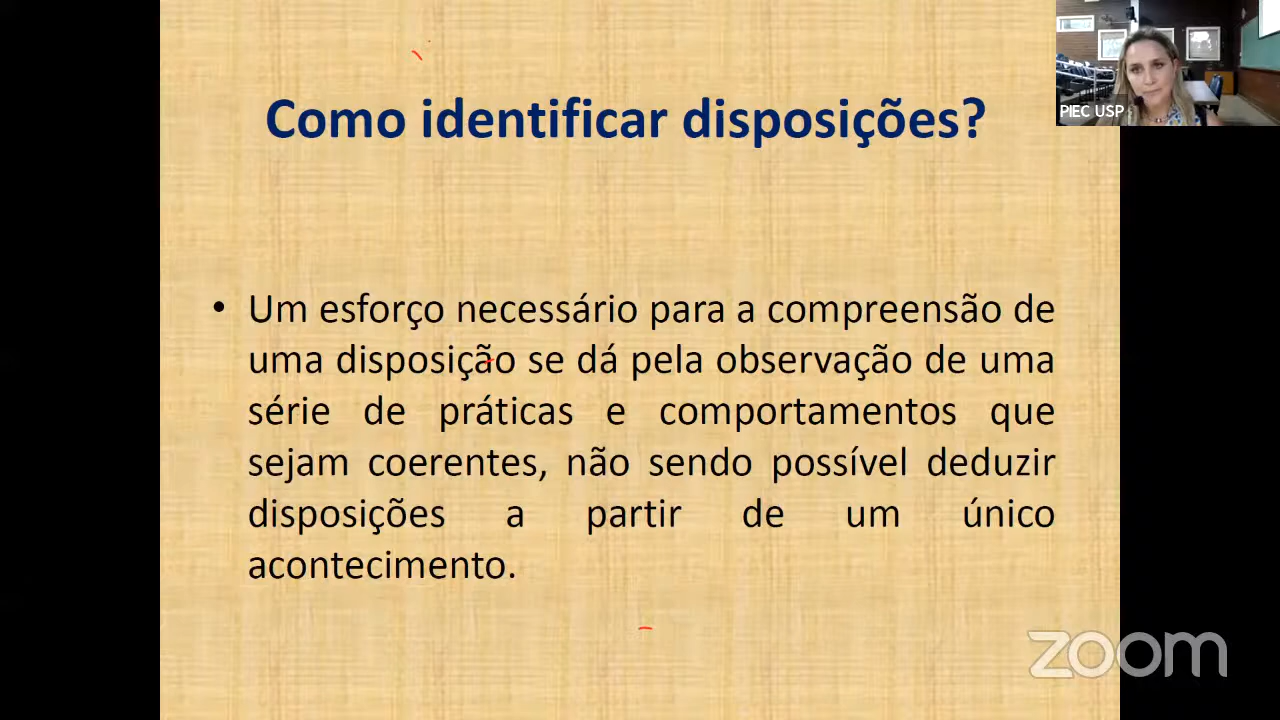 PIEC USP
Como identificar disposições?
• Um esforço necessário para a compreensão de
uma disposição se dá pela observação de uma
série de práticas e comportamentos que
sejam coerentes, não sendo possível deduzir
disposições a partir de um único
acontecimento.
zoom